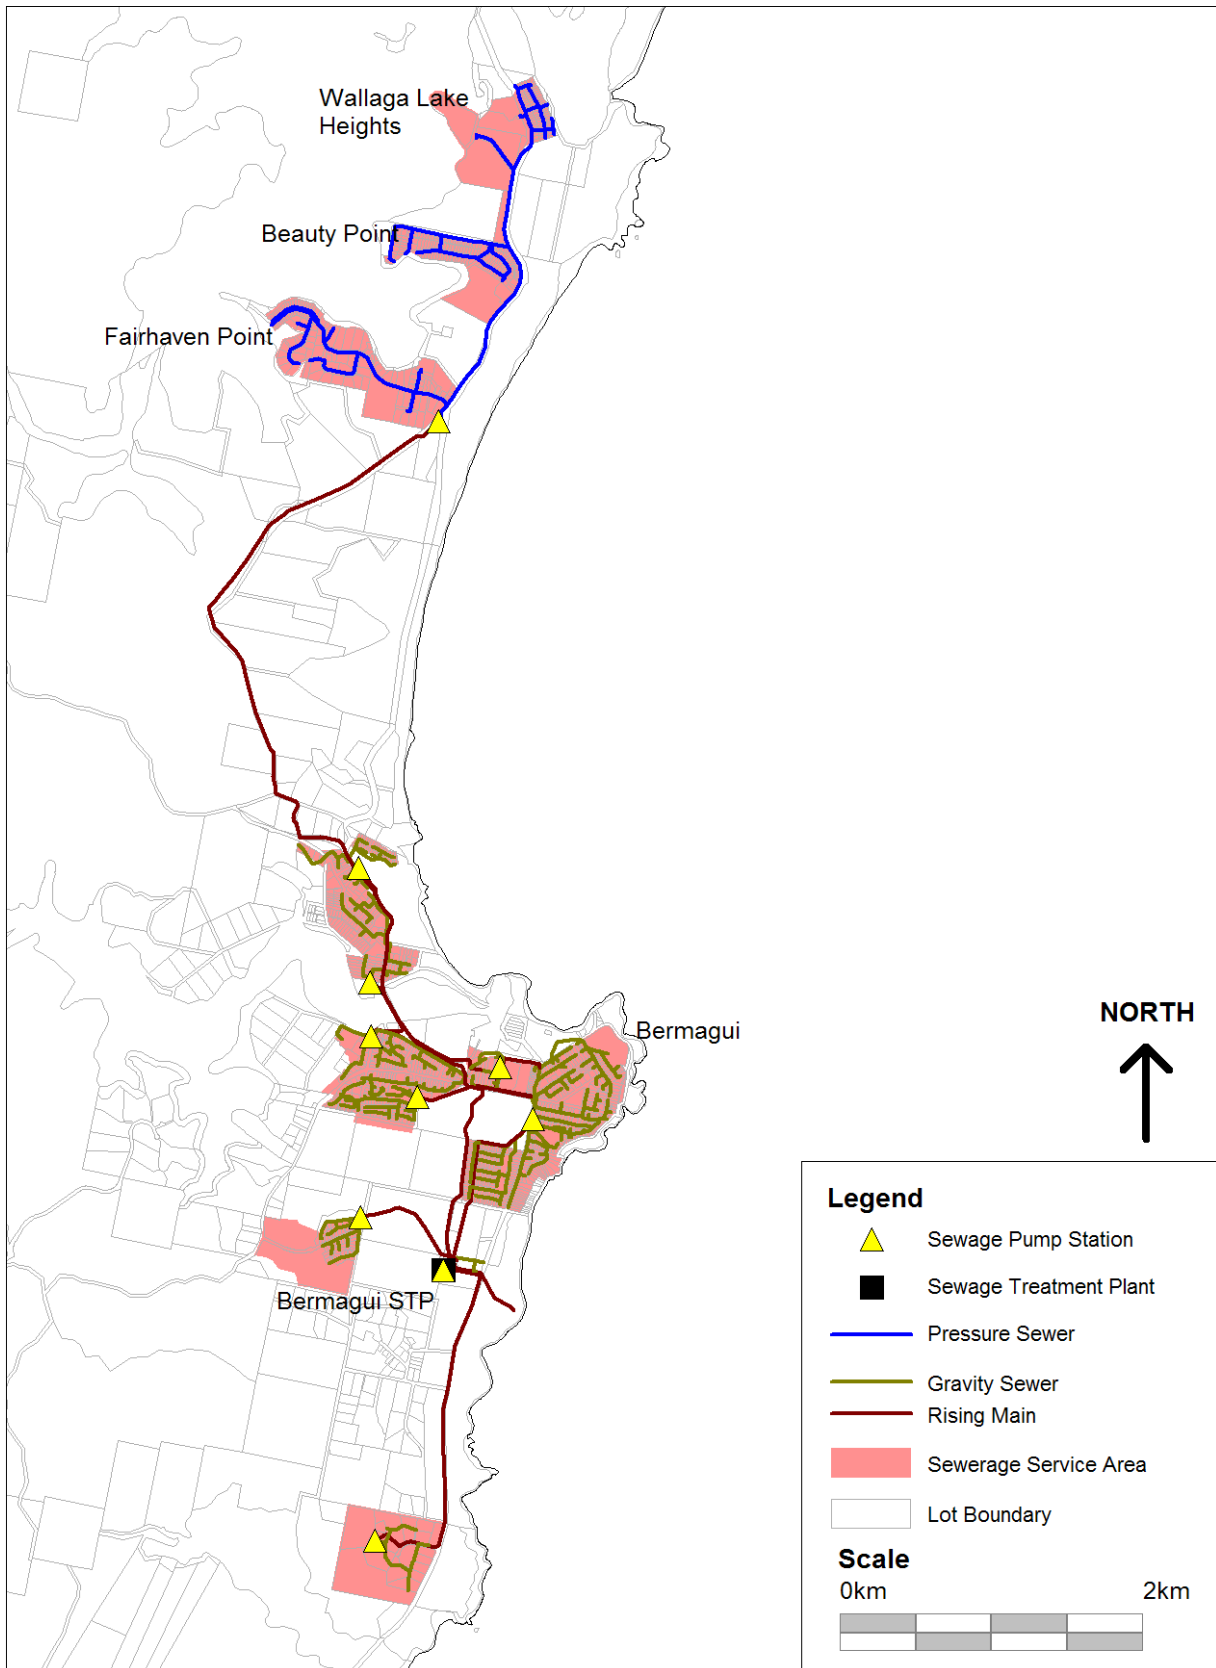 Wallaga Lake
Heights
Beauty Point
Fairhaven Point
Bermagui
NORTH
Bermagui STP
Legend
Sewage Pump Station
Sewage Treatment Plant
Pressure Sewer
Gravity Sewer
Rising Main
Sewerage Service Area
Lot Boundary
Scale
0km 2km